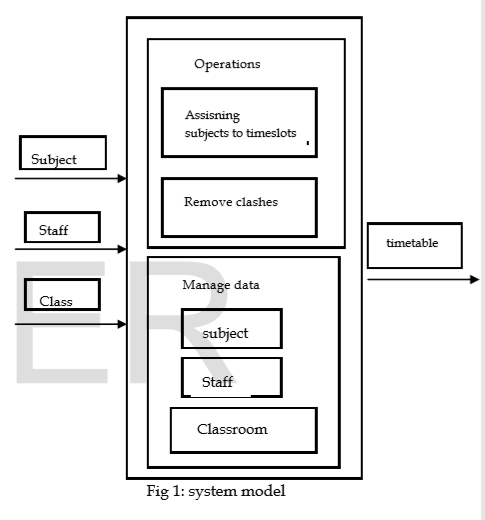 Operations
Assisning
subjects to timeslots
Subject
Remove clashes
Staff
timetable
Class
Manage data
subject
Staff
Classroom
ER
Fig 1: system model